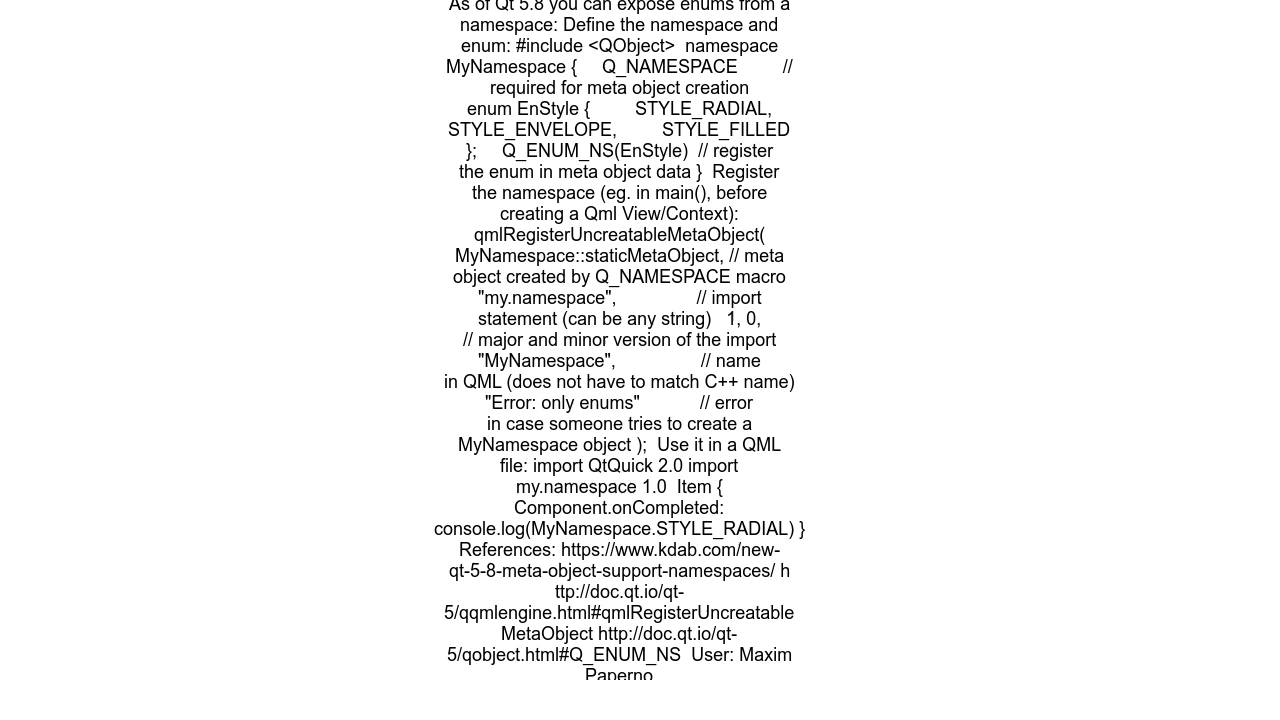 As of Qt 5.8 you can expose enums from a
namespace: Define the namespace and
enum: #include <QObject>  namespace
MyNamespace {     Q_NAMESPACE         //
required for meta object creation
enum EnStyle {         STYLE_RADIAL,
STYLE_ENVELOPE,         STYLE_FILLED
};     Q_ENUM_NS(EnStyle)  // register
the enum in meta object data }  Register
the namespace (eg. in main(), before
creating a Qml View/Context):
qmlRegisterUncreatableMetaObject(
MyNamespace::staticMetaObject, // meta
object created by Q_NAMESPACE macro
"my.namespace",                // import
statement (can be any string)   1, 0,
// major and minor version of the import
"MyNamespace",                 // name
in QML (does not have to match C++ name)
"Error: only enums"            // error
in case someone tries to create a
MyNamespace object );  Use it in a QML
file: import QtQuick 2.0 import
my.namespace 1.0  Item {
Component.onCompleted:
console.log(MyNamespace.STYLE_RADIAL) }
References: https://www.kdab.com/new-
qt-5-8-meta-object-support-namespaces/ h
ttp://doc.qt.io/qt-
5/qqmlengine.html#qmlRegisterUncreatable
MetaObject http://doc.qt.io/qt-
5/qobject.html#Q_ENUM_NS  User: Maxim
Paperno